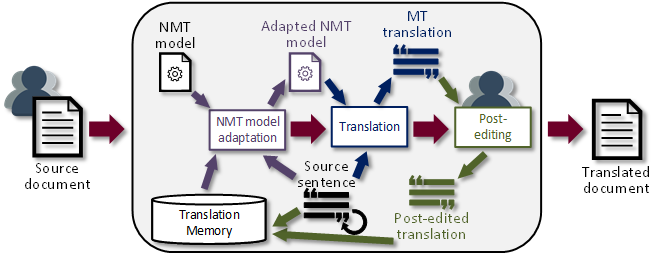 Source
document
NMT
model
Adapted NMT
model
MT
translation
NMT model
adaptation
Translation
Post-
editing
Source
sentence
Translation
Memory
Post-edited
translation
Translated
document